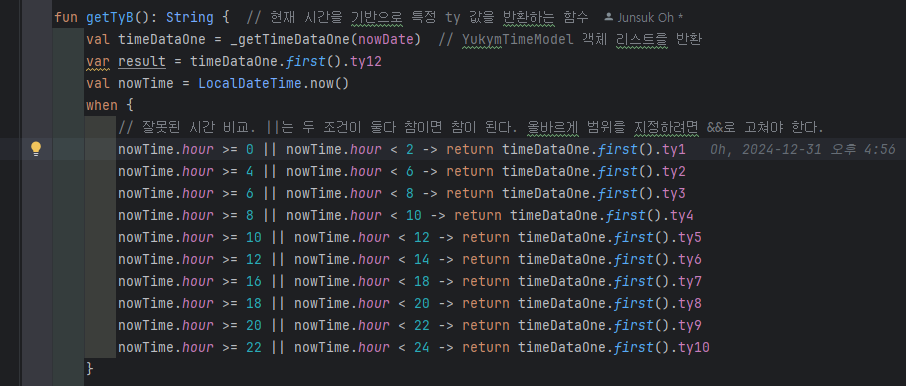 fun getTyB(): String {  // 현재 시간을 기반으로 특정 ty 값을 반환하는 함수   Junsuk Oh *
val timeDataOne = _getTimeDataOne(nowDate)  // YukymTimeModel 객체 리스트를 반환
var result = timeDataOne.first().ty12
val nowTime = LocalDateTime.now()
when {
// 잘못된 시간 비교. ||는 두 조건이 둘다 참이면 참이 된다. 올바르게 범위를 지정하려면 &&로 고쳐야 한다.
nowTime.hour >= 0 || nowTime.hour < 2 -> return timeDataOne.first().ty1   Oh, 2024-12-31 오후 4:56
nowTime.hour >= 4 || nowTime.hour < 6 -> return timeDataOne.first().ty2
nowTime.hour >= 6 || nowTime.hour < 8 -> return timeDataOne.first().ty3
nowTime.hour >= 8 || nowTime.hour < 10 -> return timeDataOne.first().ty4
nowTime.hour >= 10 || nowTime.hour < 12 -> return timeDataOne.first().ty5
nowTime.hour >= 12 || nowTime.hour < 14 -> return timeDataOne.first().ty6
nowTime.hour >= 16 || nowTime.hour < 18 -> return timeDataOne.first().ty7
nowTime.hour >= 18 || nowTime.hour < 20 -> return timeDataOne.first().ty8
nowTime.hour >= 20 || nowTime.hour < 22 -> return timeDataOne.first().ty9
nowTime.hour >= 22 || nowTime.hour < 24 -> return timeDataOne.first().ty10
}